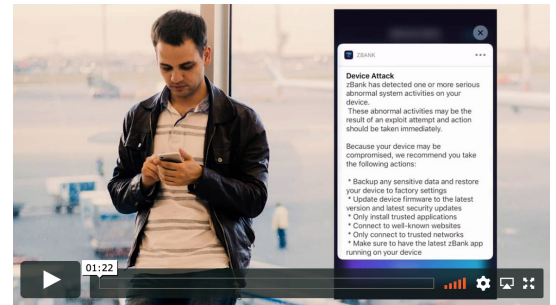 ZBANK
Device Attack
zBank has detected one or more serious
abnormal system activities on your
device.
These abnormal activities may be the
result of an exploit attempt and action
should be taken immediately.
Because your device may be
compromised, we recommend you take
the following actions:
* Backup any sensitive data and restore
your device to factory settings
* Update device firmware to the latest
version and latest security updates
* Only install trusted applications
* Connect to well-known websites
* Only connect to trusted networks
* Make sure to have the latest zBank app
running on your device
01:22